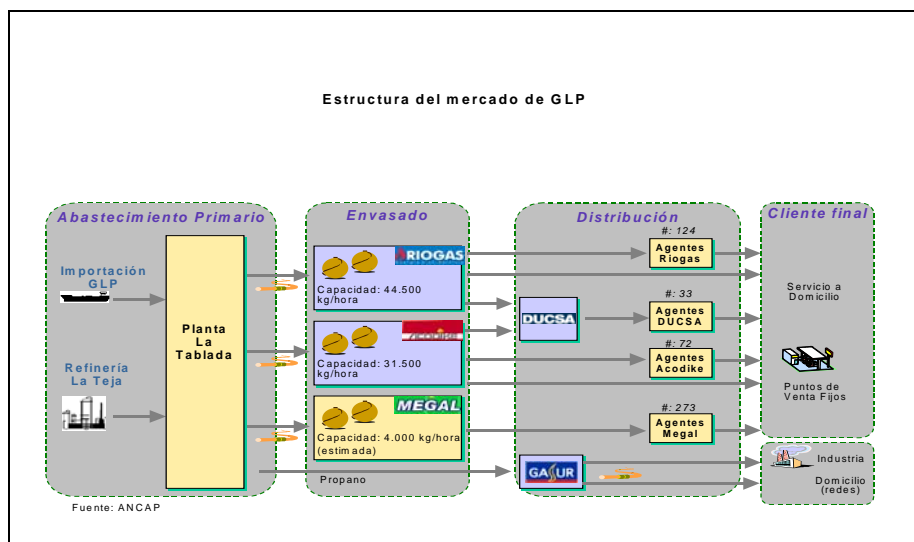 Estructura del mercado de GLP
Abastecimiento Primario
Importación
GLP
Refinería
La Teja
Planta
La
Tablada
Fuente: ANCAP
Envasado
RIOGAS
Capacidad: 44.500
kg/hora
Acodike
Capacidad: 31.500
kg/hora
MEGAL
Capacidad: 4.000 kg/hora
(estimada)
Propano
Distribución
#: 124
Agentes
Riogas
DUCSA
#: 33
Agentes
DUCSA
#: 72
Agentes
Acodike
#: 273
Agentes
Megal
GASUR
Cliente final
Servicio a
Domicilio
Puntos de
Venta Fijos
Industria
Domicilio
(redes)